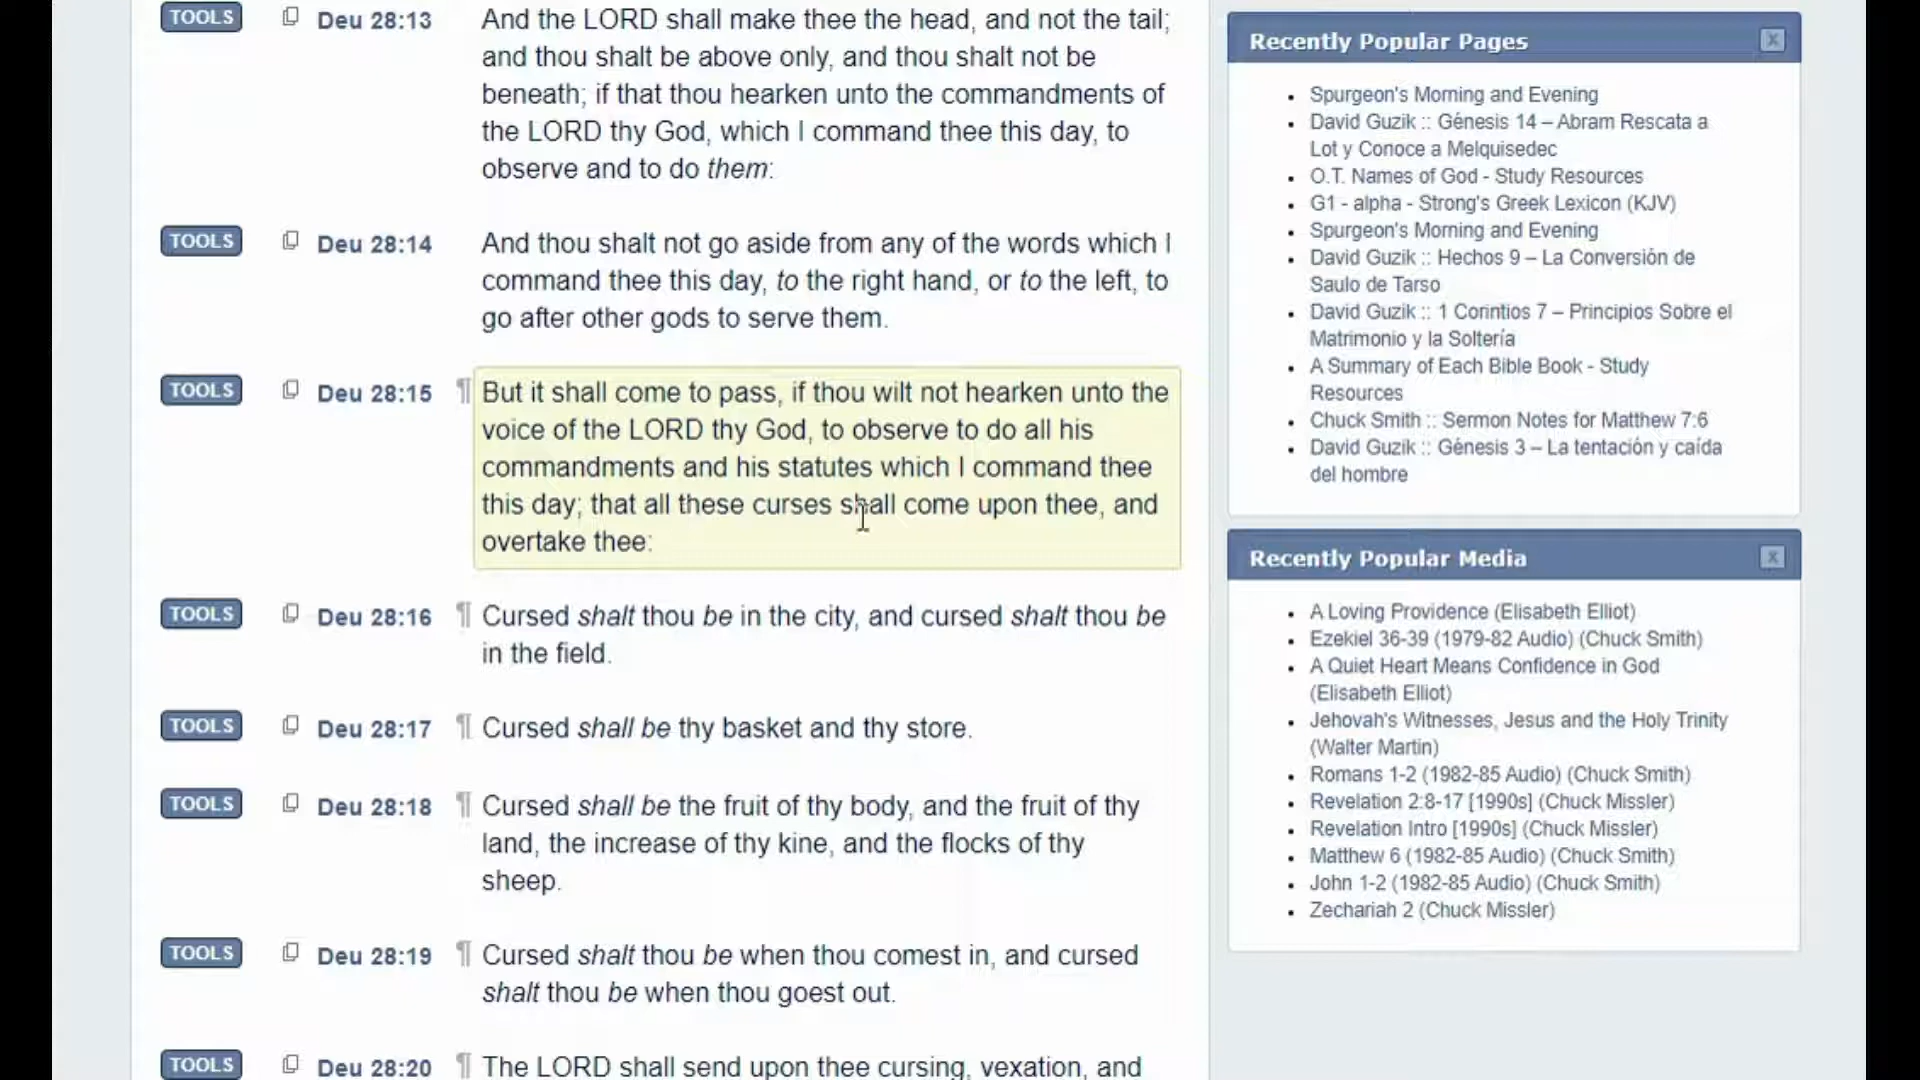 TOOLS Deu 28:13 And the LORD shall make thee the head, and not the tail;
and thou shalt be above only, and thou shalt not be
beneath; if that thou hearken unto the commandments of
the LORD thy God, which I command thee this day, to
observe and to do them:
TOOLS Deu 28:14 And thou shalt not go aside from any of the words which I
command thee this day, to the right hand, or to the left, to
go after other gods to serve them.
TOOLS Deu 28:15 ¶ But it shall come to pass, if thou wilt not hearken unto the
voice of the LORD thy God, to observe to do all his
commandments and his statutes which I command thee
this day; that all these curses shall come upon thee, and
overtake thee:
TOOLS Deu 28:16 ¶ Cursed shalt thou be in the city, and cursed shalt thou be
in the field.
TOOLS Deu 28:17 ¶ Cursed shall be thy basket and thy store.
TOOLS Deu 28:18 ¶ Cursed shall be the fruit of thy body, and the fruit of thy
land, the increase of thy kine, and the flocks of thy
sheep.
TOOLS Deu 28:19 ¶ Cursed shalt thou be when thou comest in, and cursed
shalt thou be when thou goest out.
TOOLS Deu 28:20 ¶ The LORD shall send upon thee cursing, vexation, and
Recently Popular Pages X
• Spurgeon's Morning and Evening
• David Guzik :: Génesis 14 – Abram Rescata a
Lot y Conoce a Melquisedec
• O.T. Names of God - Study Resources
• G1 - alpha - Strong's Greek Lexicon (KJV)
• Spurgeon's Morning and Evening
• David Guzik :: Hechos 9 – La Conversión de
Saulo de Tarso
• David Guzik :: 1 Corintios 7 – Principios Sobre el
Matrimonio y la Soltería
• A Summary of Each Bible Book - Study
Resources
• Chuck Smith :: Sermon Notes for Matthew 7:6
• David Guzik :: Génesis 3 – La tentación y caída
del hombre
Recently Popular Media X
• A Loving Providence (Elisabeth Elliot)
• Ezekiel 36-39 (1979-82 Audio) (Chuck Smith)
• A Quiet Heart Means Confidence in God
(Elisabeth Elliot)
• Jehovah's Witnesses, Jesus and the Holy Trinity
(Walter Martin)
• Romans 1-2 (1982-85 Audio) (Chuck Smith)
• Revelation 2:8-17 [1990s] (Chuck Missler)
• Revelation Intro [1990s] (Chuck Missler)
• Matthew 6 (1982-85 Audio) (Chuck Smith)
• John 1-2 (1982-85 Audio) (Chuck Smith)
• Zechariah 2 (Chuck Missler)